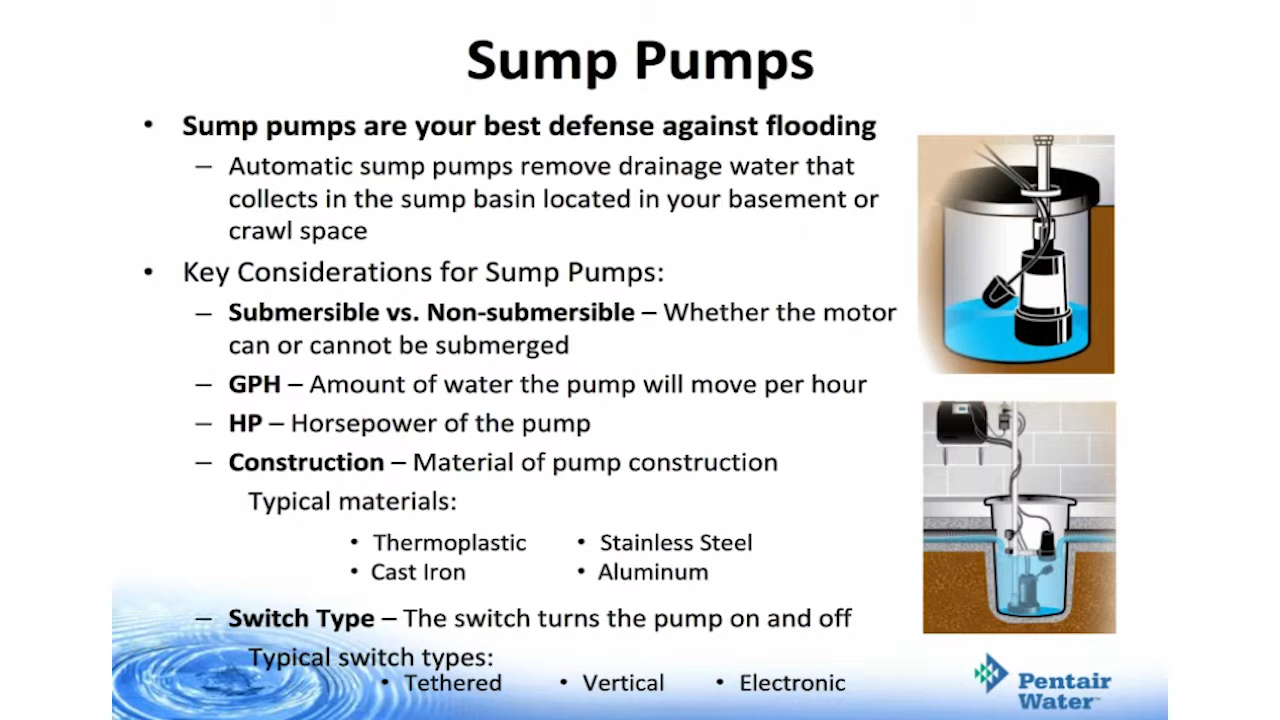 Sump Pumps
• Sump pumps are your best defense against flooding
– Automatic sump pumps remove drainage water that
collects in the sump basin located in your basement or
crawl space
• Key Considerations for Sump Pumps:
– Submersible vs. Non-submersible – Whether the motor
can or cannot be submerged
– GPH – Amount of water the pump will move per hour
– HP – Horsepower of the pump
– Construction – Material of pump construction
Typical materials:
• Thermoplastic • Stainless Steel
• Cast Iron • Aluminum
– Switch Type – The switch turns the pump on and off
Typical switch types:
• Tethered • Vertical • Electronic
Pentair
Water™